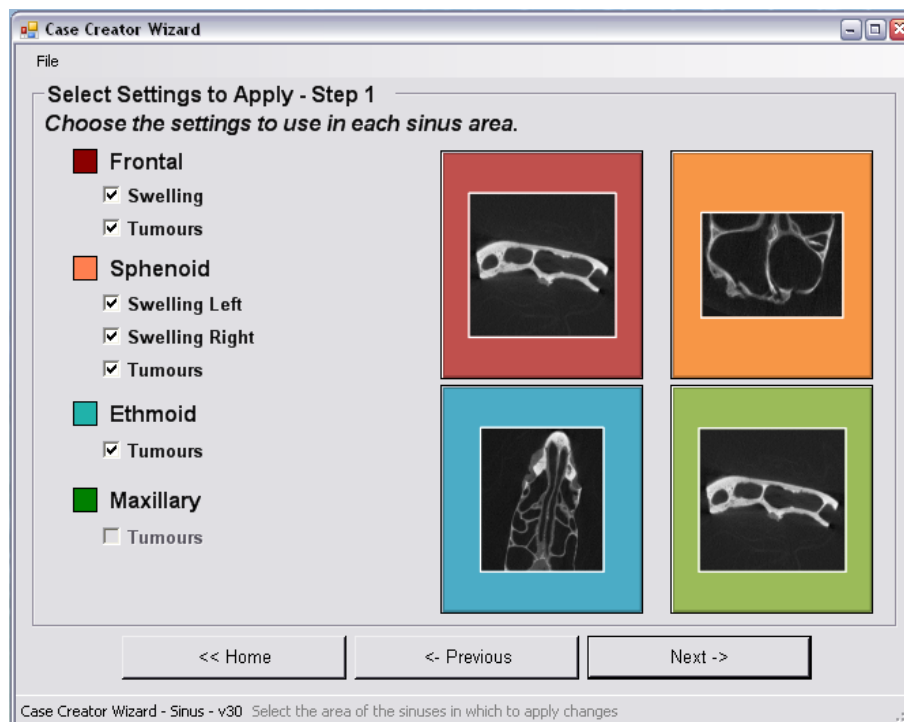 Case Creator Wizard
File
Select Settings to Apply - Step 1
Choose the settings to use in each sinus area.
Frontal
Swelling
Tumours
Sphenoid
Swelling Left
Swelling Right
Tumours
Ethmoid
Tumours
Maxillary
Tumours
<< Home
<- Previous
Next ->
Case Creator Wizard - Sinus - v30 Select the area of the sinuses in which to apply changes